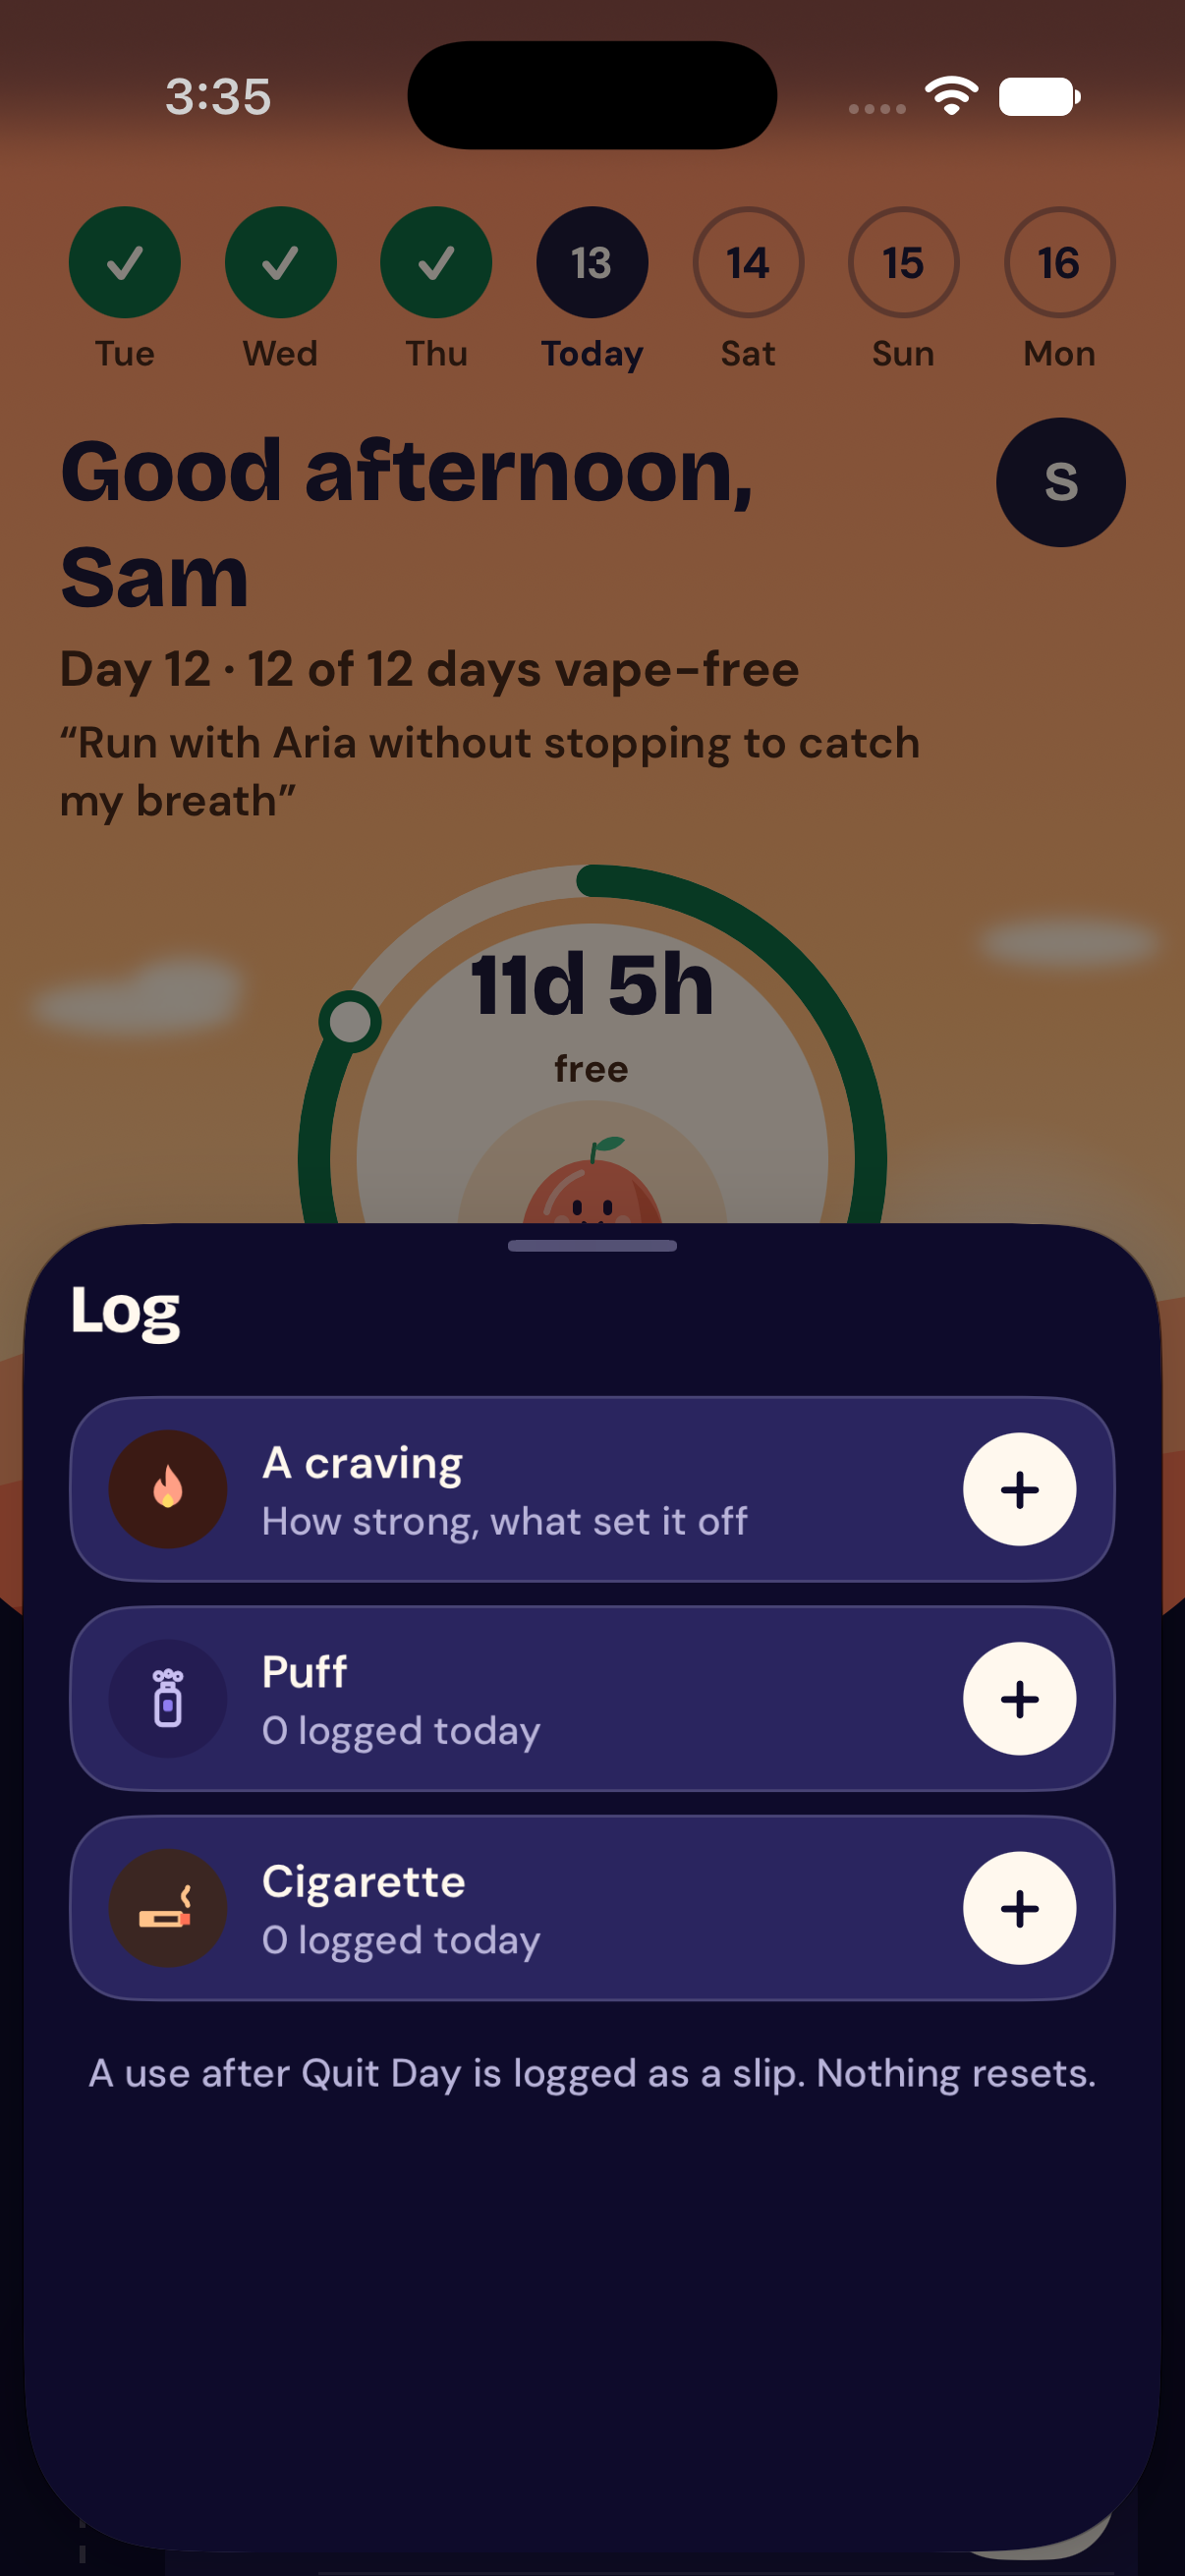 3:35
13
14
15
16
Tue
Wed
Thu
Today
Sat
Sun
Mon
Good afternoon,
Sam
S
Day 12 · 12 of 12 days vape-free
“Run with Aria without stopping to catch
my breath”
11d 5h
free
Log
A craving
How strong, what set it off
Puff
0 logged today
Cigarette
0 logged today
A use after Quit Day is logged as a slip. Nothing resets.